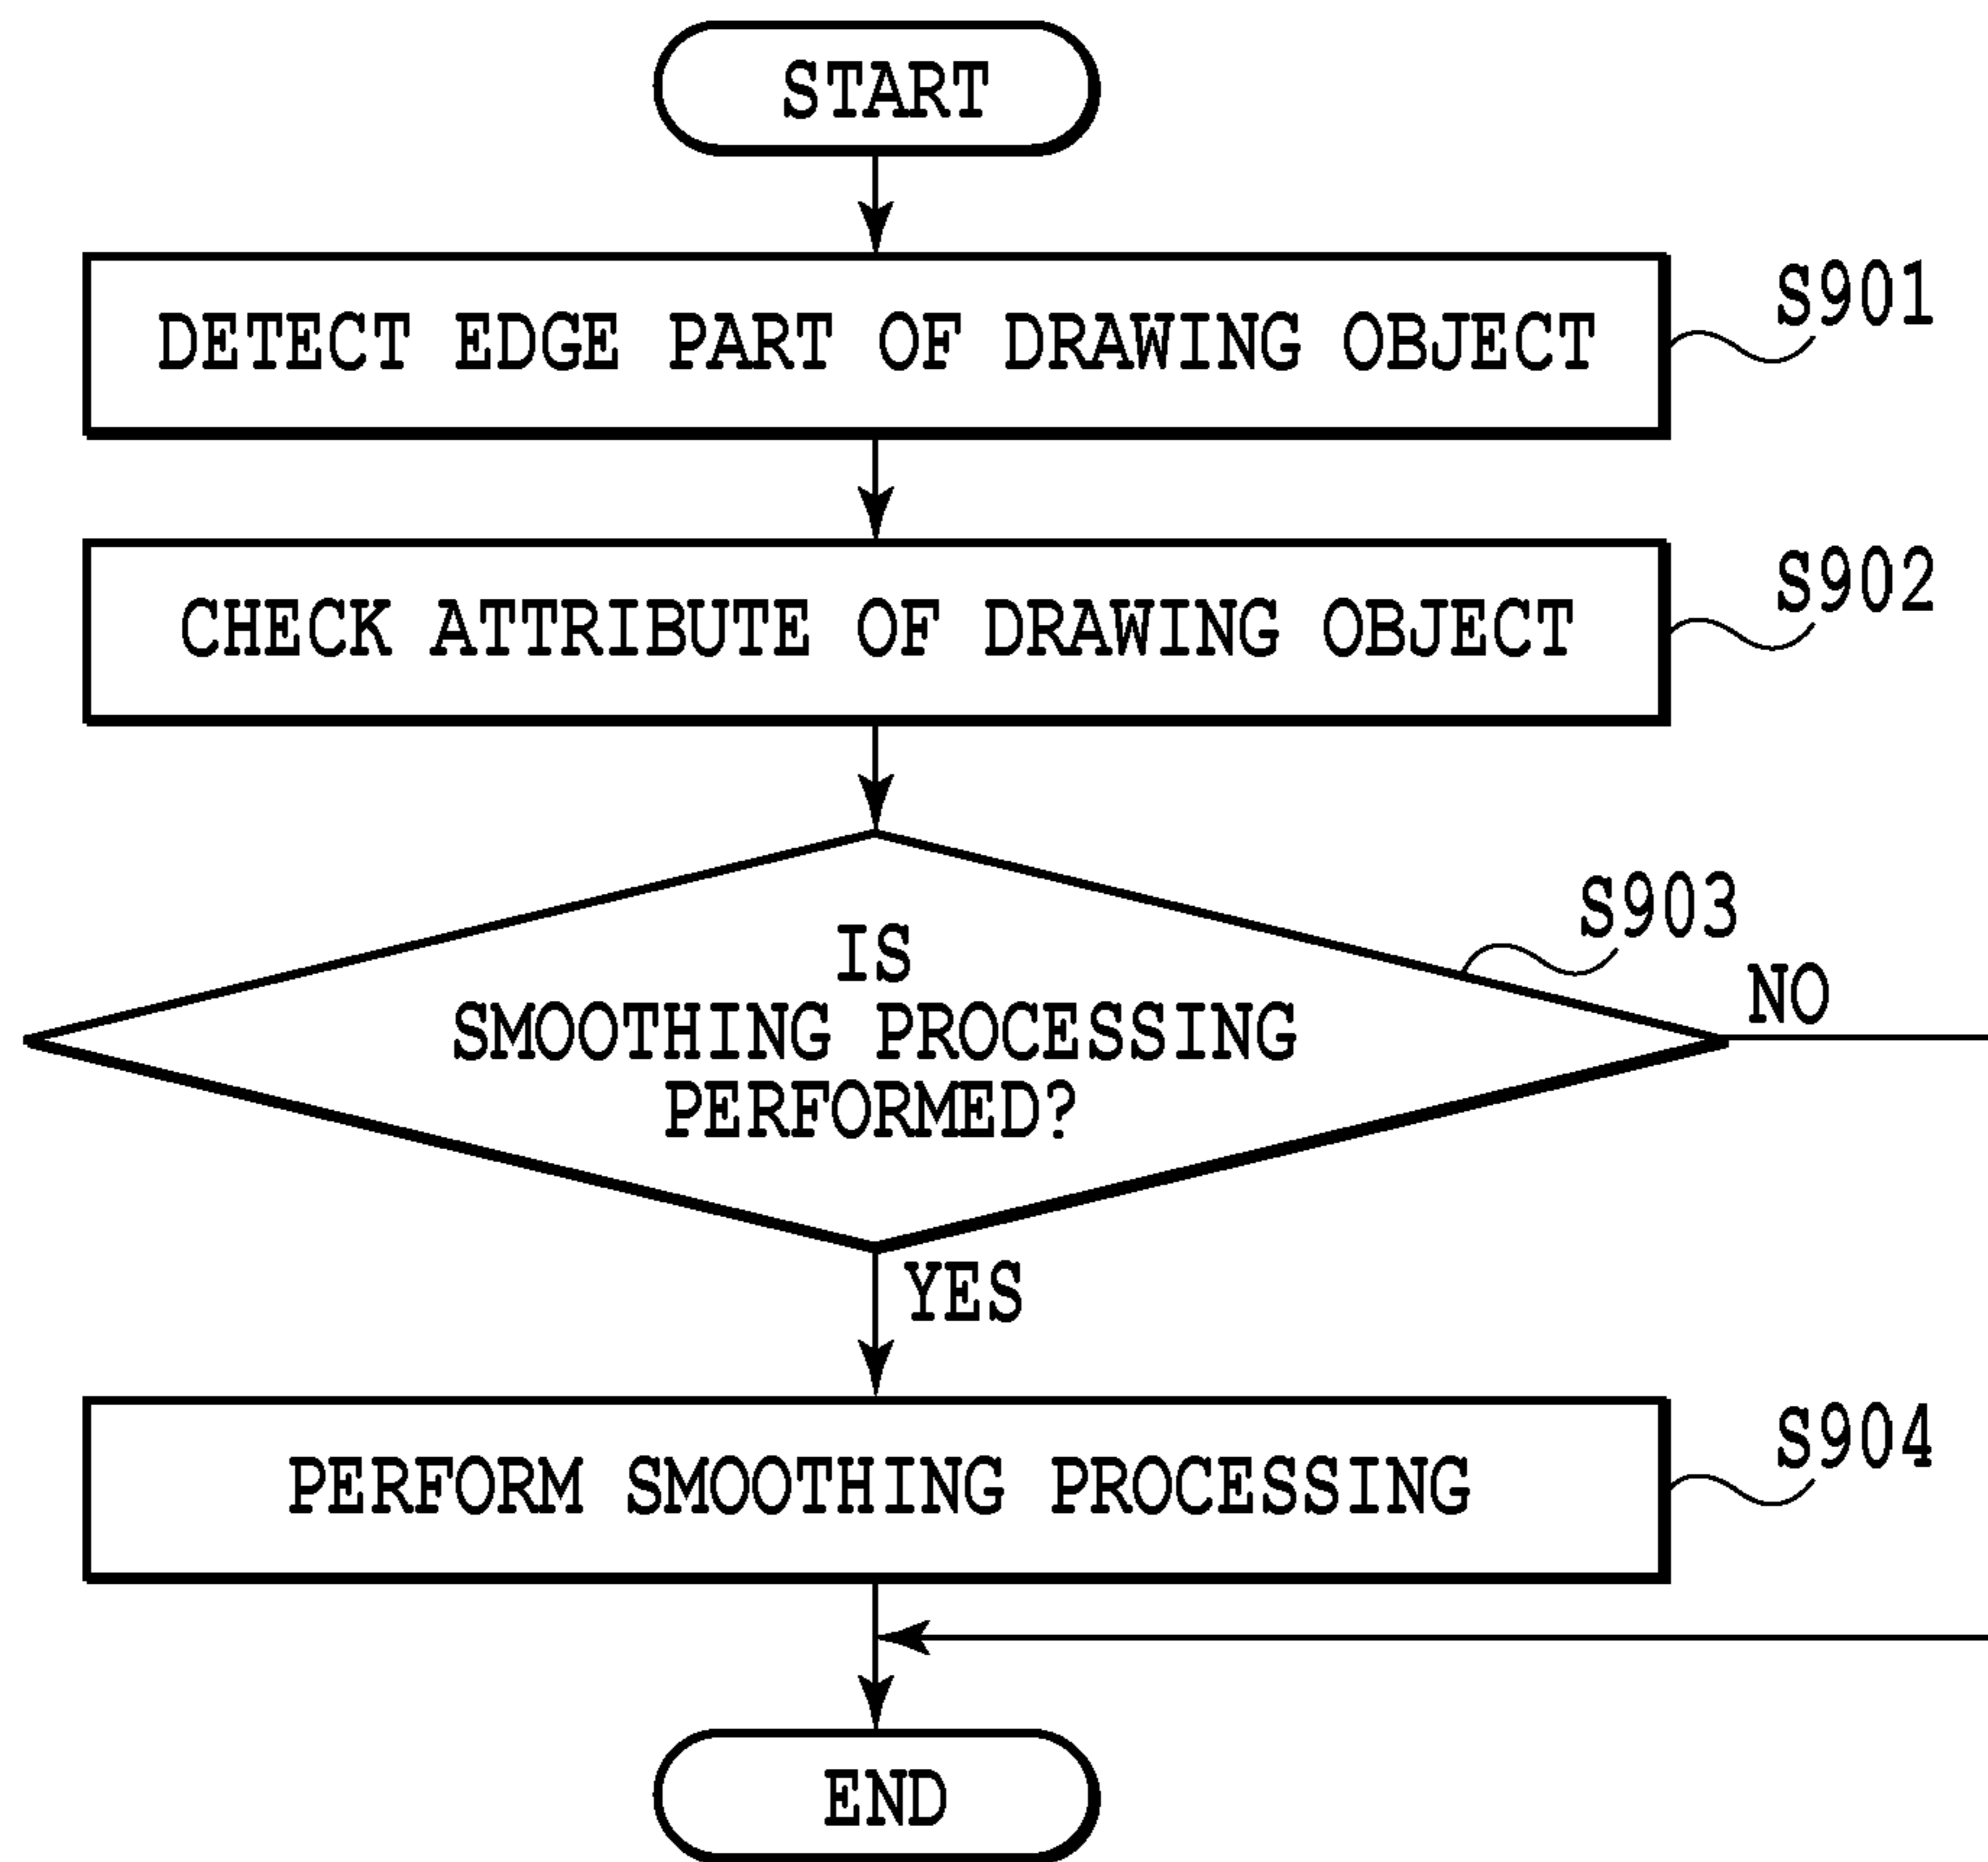 START
DETECT EDGE PART OF DRAWING OBJECT
S901
CHECK ATTRIBUTE OF DRAWING OBJECT
S902
IS
SMOOTHING PROCESSING
PERFORMED?
S903
NO
YES
PERFORM SMOOTHING PROCESSING
S904
END